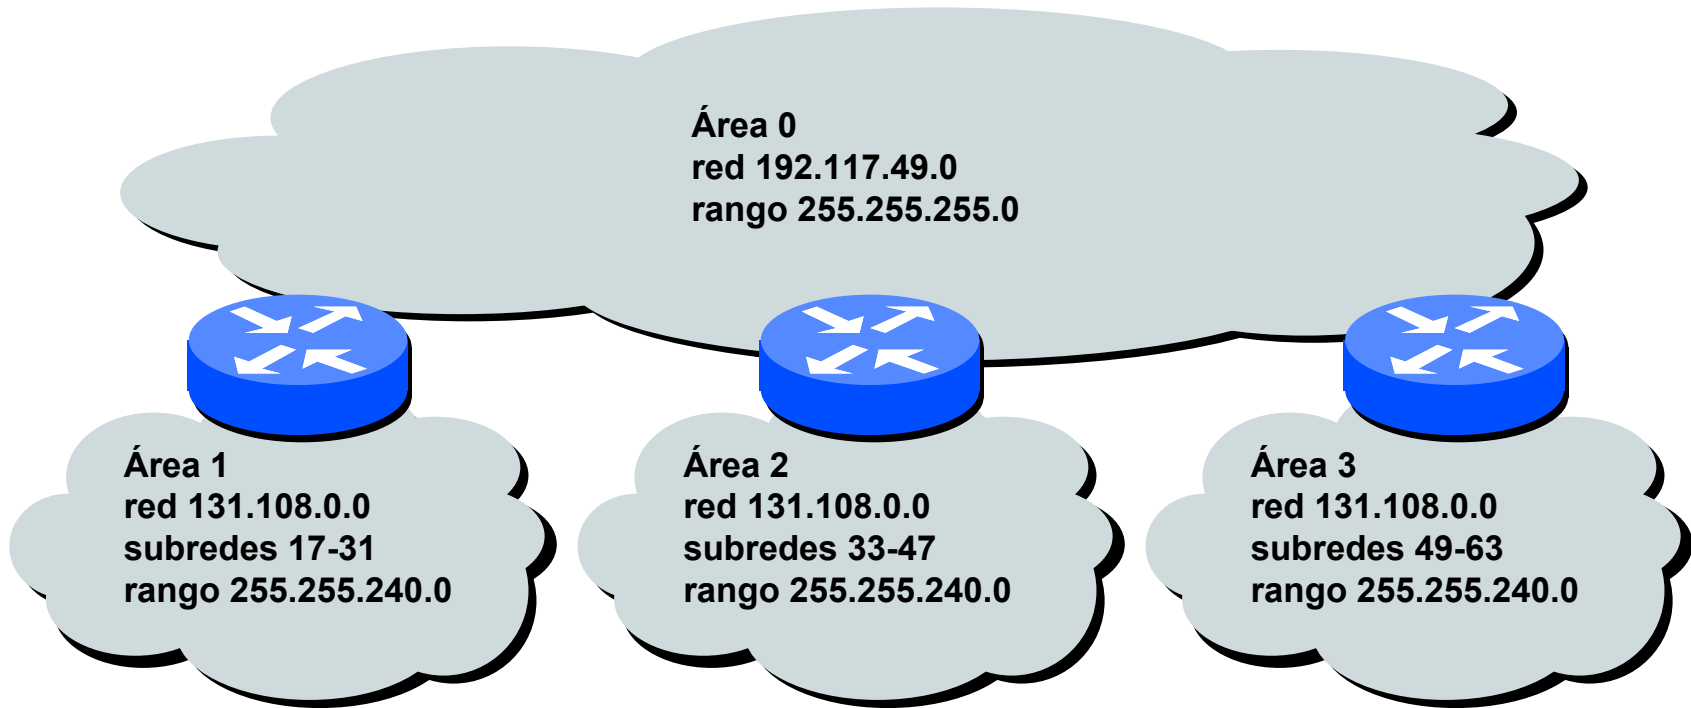 Área 0
red 192.117.49.0
rango 255.255.255.0
Área 1
red 131.108.0.0
subredes 17-31
rango 255.255.240.0
Área 2
red 131.108.0.0
subredes 33-47
rango 255.255.240.0
Área 3
red 131.108.0.0
subredes 49-63
rango 255.255.240.0